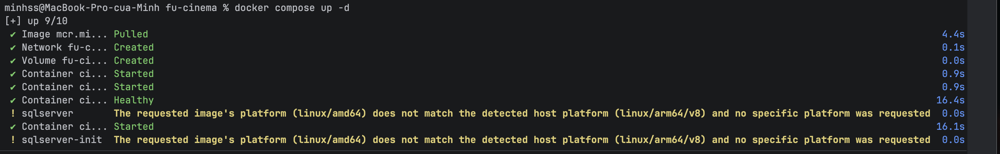 minhss@MacBook-Pro-cua-Minh fu-cinema % docker compose up -d
[+] up 9/10
✔ Image mcr.mi... Pulled 4.4s
✔ Network fu-c... Created 0.1s
✔ Volume fu-ci... Created 0.0s
✔ Container ci... Started 0.9s
✔ Container ci... Started 0.9s
✔ Container ci... Healthy 16.4s
! sqlserver The requested image's platform (linux/amd64) does not match the detected host platform (linux/arm64/v8) and no specific platform was requested 0.0s
✔ Container ci... Started 16.1s
! sqlserver-init The requested image's platform (linux/amd64) does not match the detected host platform (linux/arm64/v8) and no specific platform was requested 0.0s